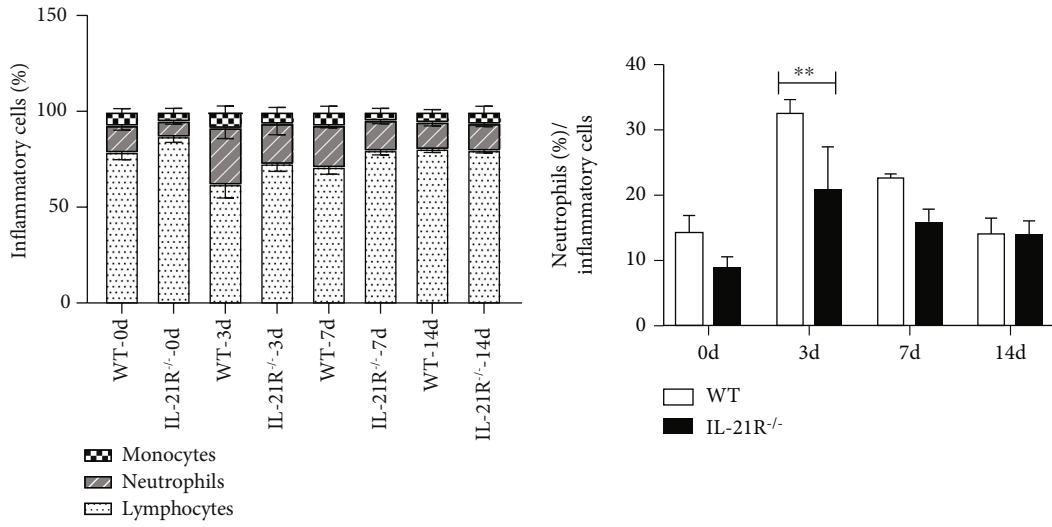 Inflammatory cells (%)
150
100
50
0
WT-0d
IL-21R-/--0d
WT-3d
IL-21R-/--3d
WT-7d
IL-21R-/--7d
WT-14d
IL-21R-/--14d
Monocytes
Neutrophils
Lymphocytes
Neutrophils (%)/
inflammatory cells
40
30
20
10
0
**
0d
3d
7d
14d
WT
IL-21R-/-